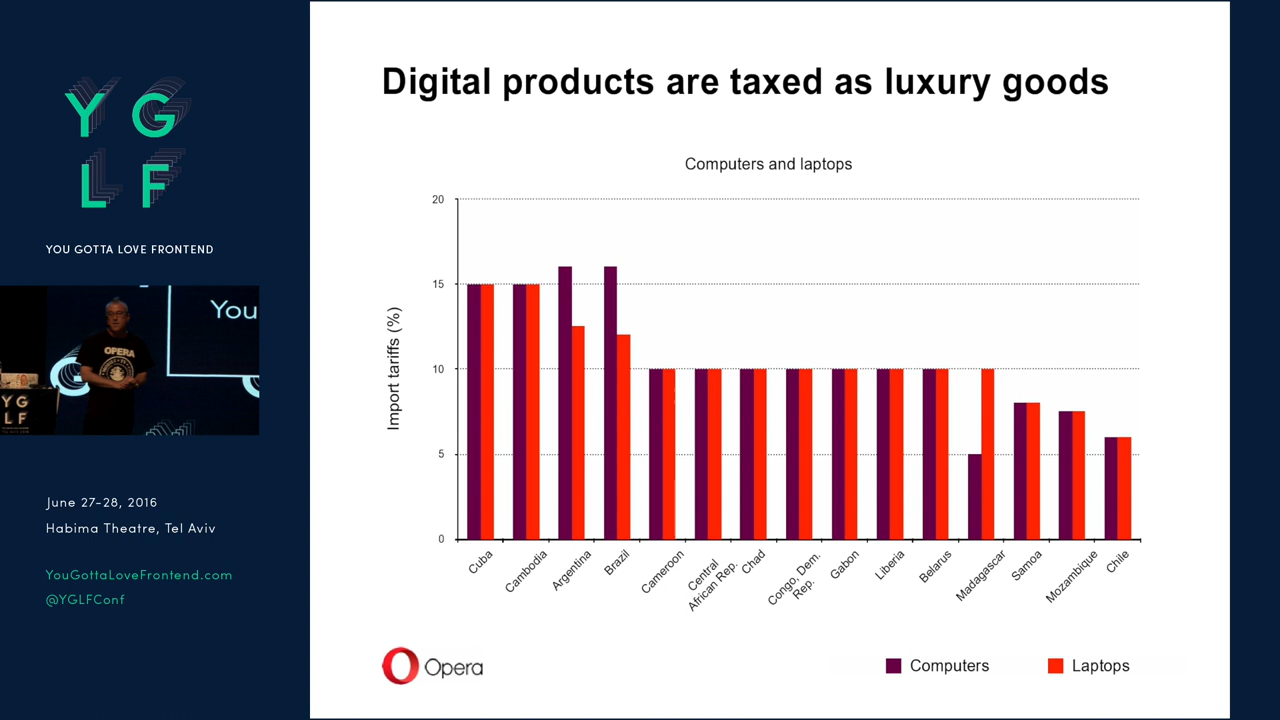 Y G
L F
YOU GOTTA LOVE FRONTEND
You
OPERA
Y G
L F
June 27-28, 2016
Habima Theatre, Tel Aviv
YouGottaLoveFrontend.com
@YGLFConf
Digital products are taxed as luxury goods
Computers and laptops
Import tariffs (%)
20
15
10
5
0
Cuba
Cambodia
Argentina
Brazil
Cameroon
Central
African Rep.
Chad
Congo, Dem.
Rep.
Gabon
Liberia
Belarus
Madagascar
Samoa
Mozambique
Chile
Opera
Computers
Laptops